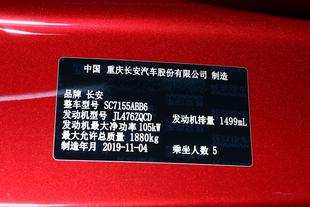 中国 重庆长安汽车股份有限公司 制造
品牌 长安
整车型号 SC7155ABB6
发动机型号 JL476ZQCD 发动机排量 1499mL
发动机最大净功率 105kW
最大允许总质量 1880kg
制造年月 2019-11-04 乘坐人数 5